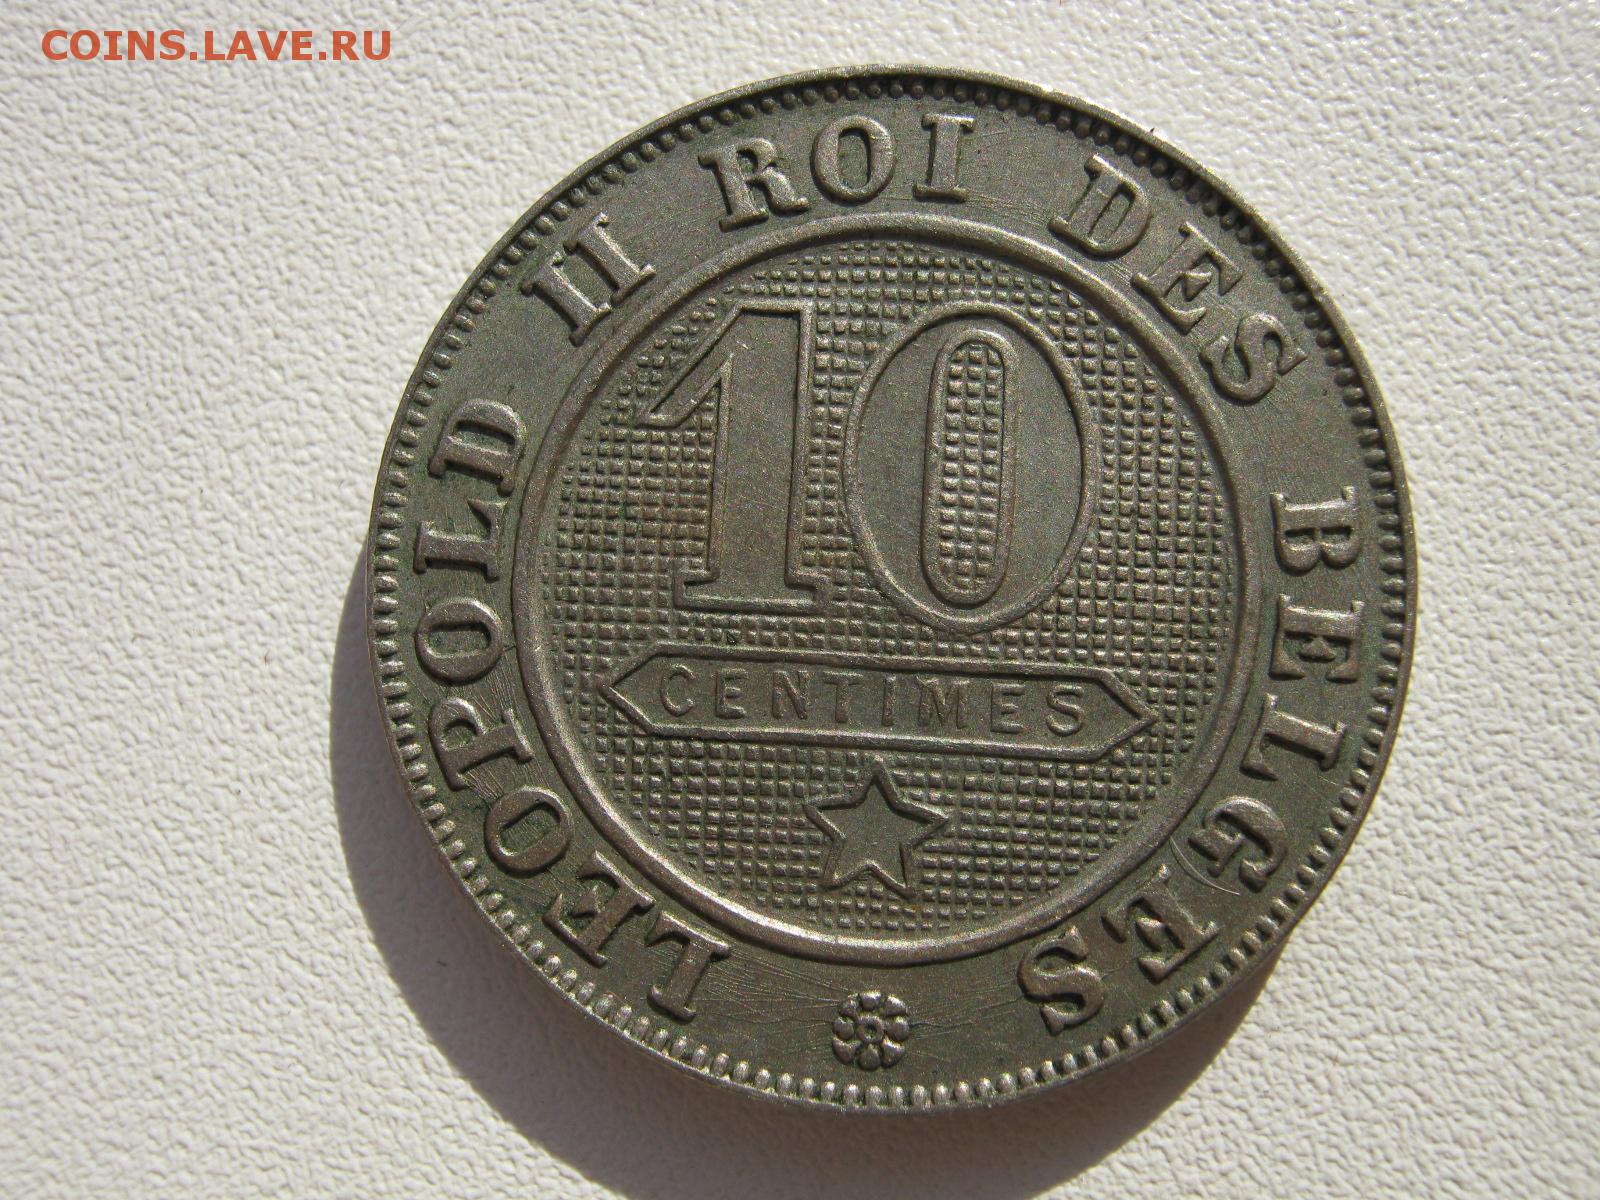 COINS.LAVE.RU
LEOPOLD II ROI DES BELGES
10
CENTIMES